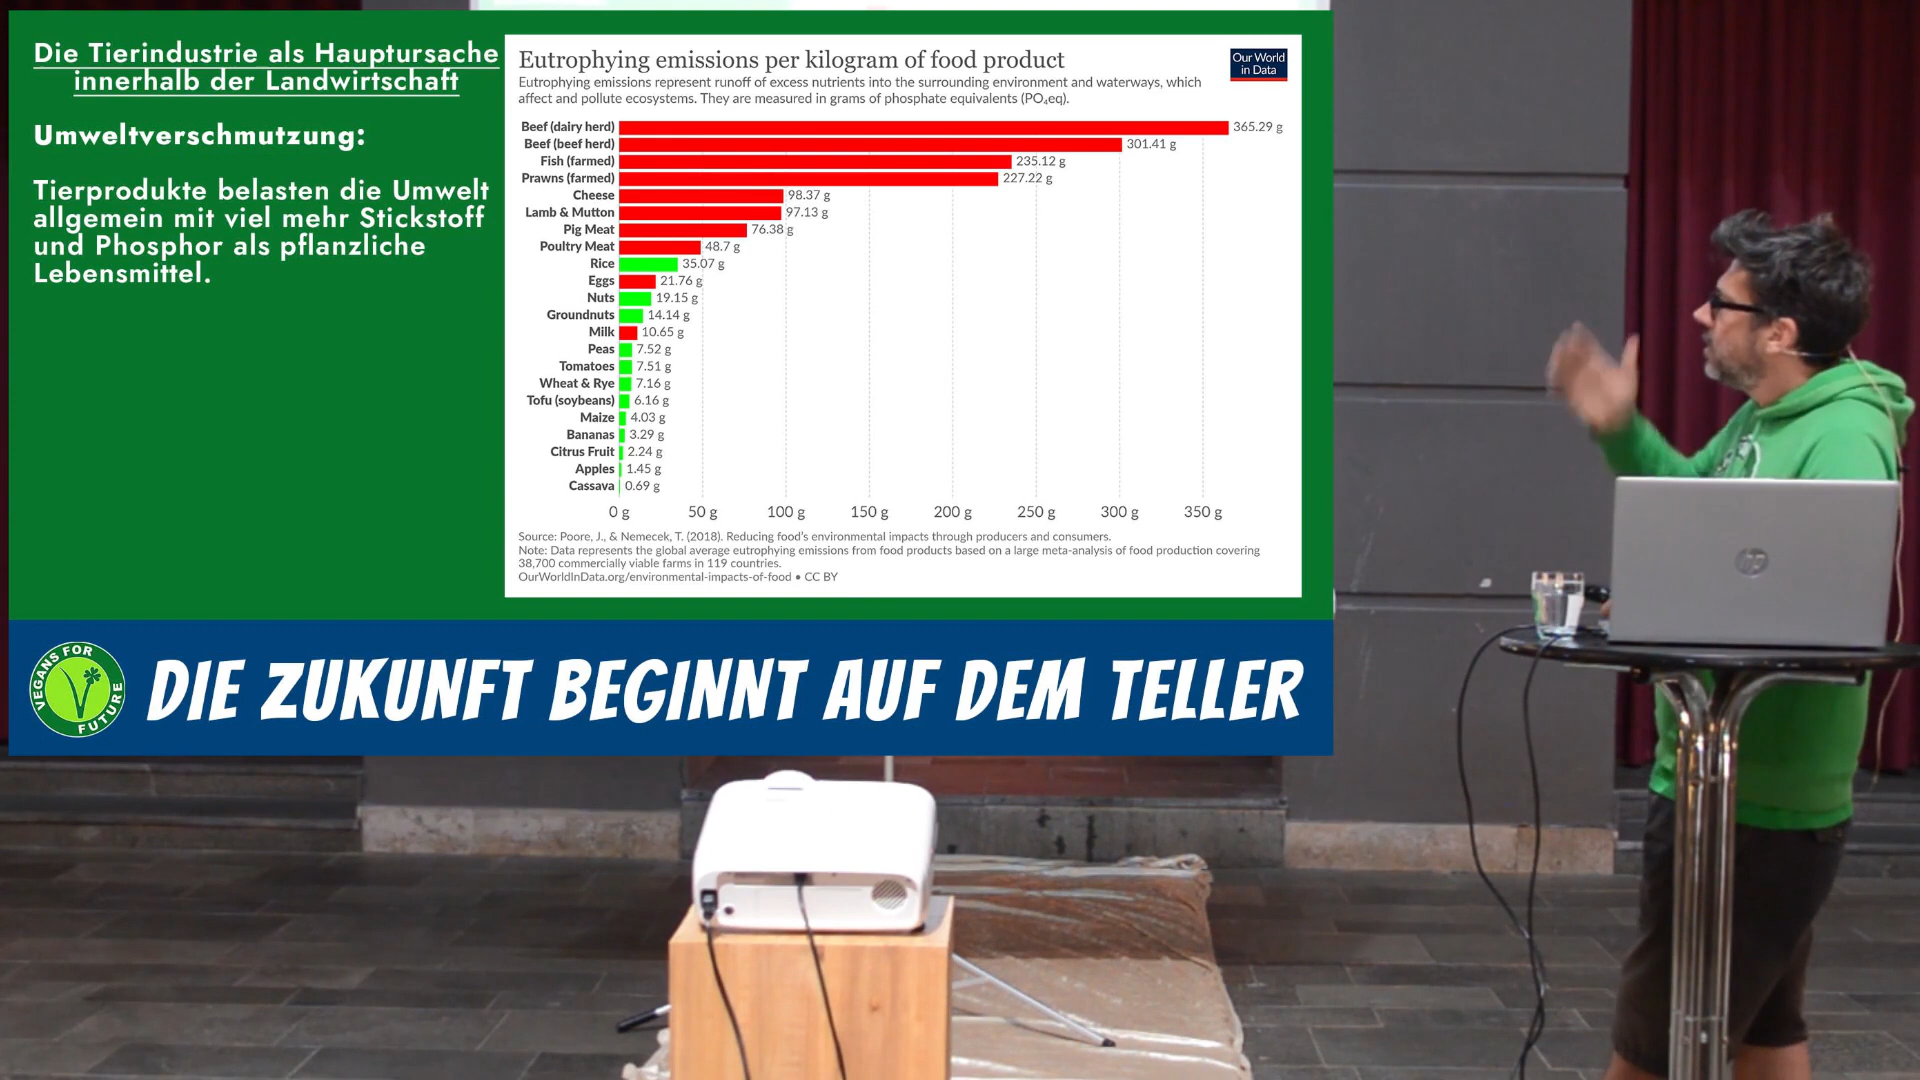 Die Tierindustrie als Hauptursache
innerhalb der Landwirtschaft
Umweltverschmutzung:
Tierprodukte belasten die Umwelt
allgemein mit viel mehr Stickstoff
und Phosphor als pflanzliche
Lebensmittel.
Eutrophying emissions per kilogram of food product
Our World
in Data
Eutrophying emissions represent runoff of excess nutrients into the surrounding environment and waterways, which
affect and pollute ecosystems. They are measured in grams of phosphate equivalents (PO₄eq).
Beef (dairy herd) 365.29 g
Beef (beef herd) 301.41 g
Fish (farmed) 235.12 g
Prawns (farmed) 227.22 g
Cheese 98.37 g
Lamb & Mutton 97.13 g
Pig Meat 76.38 g
Poultry Meat 48.7 g
Rice 35.07 g
Eggs 21.76 g
Nuts 19.15 g
Groundnuts 14.14 g
Milk 10.65 g
Peas 7.52 g
Tomatoes 7.51 g
Wheat & Rye 7.16 g
Tofu (soybeans) 6.16 g
Maize 4.03 g
Bananas 3.29 g
Citrus Fruit 2.24 g
Apples 1.45 g
Cassava 0.69 g
0 g 50 g 100 g 150 g 200 g 250 g 300 g 350 g
Source: Poore, J., & Nemecek, T. (2018). Reducing food's environmental impacts through producers and consumers.
Note: Data represents the global average eutrophying emissions from food products based on a large meta-analysis of food production covering
38,700 commercially viable farms in 119 countries.
OurWorldInData.org/environmental-impacts-of-food • CC BY
VEGANS FOR
FUTURE
DIE ZUKUNFT BEGINNT AUF DEM TELLER
hp